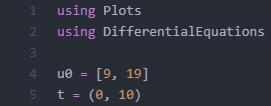 1 using Plots
2 using DifferentialEquations
3
4 u0 = [9, 19]
5 t = (0, 10)